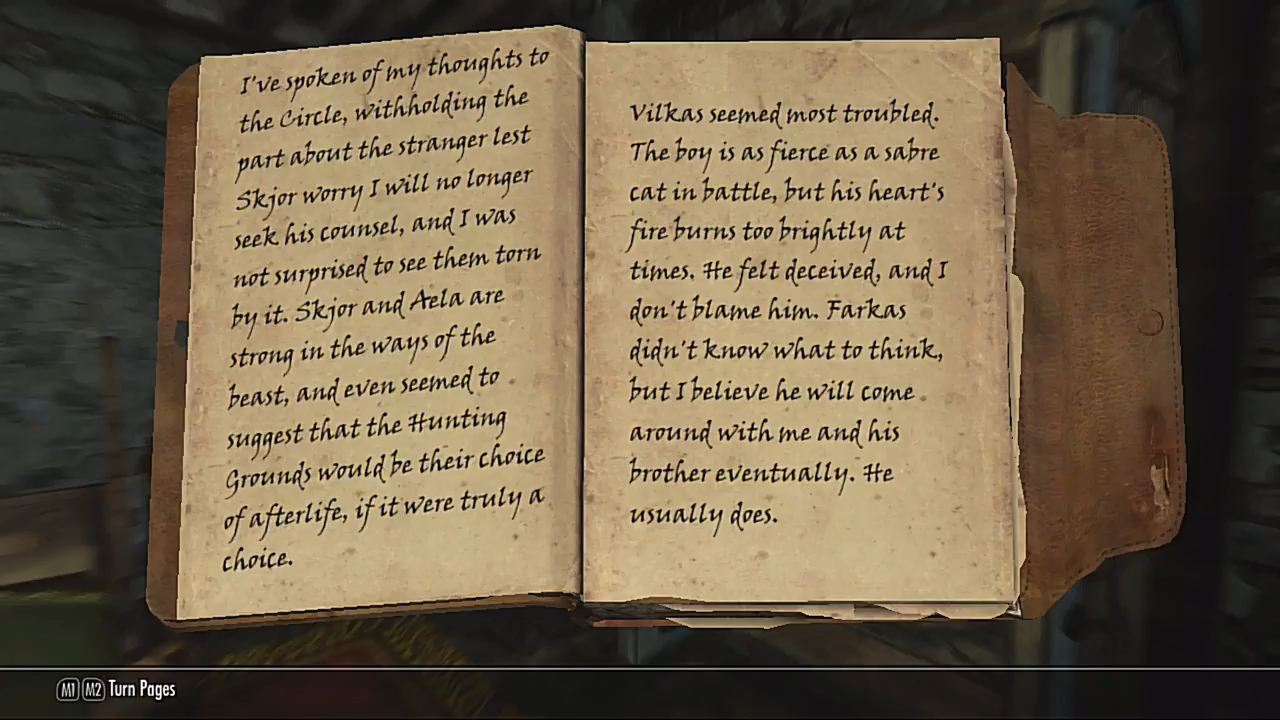 I've spoken of my thoughts to
the Circle, withholding the
part about the stranger lest
Skjor worry I will no longer
seek his counsel, and I was
not surprised to see them torn
by it. Skjor and Aela are
strong in the ways of the
beast, and even seemed to
suggest that the Hunting
Grounds would be their choice
of afterlife, if it were truly a
choice.
Vilkas seemed most troubled.
The boy is as fierce as a sabre
cat in battle, but his heart's
fire burns too brightly at
times. He felt deceived, and I
don't blame him. Farkas
didn't know what to think,
but I believe he will come
around with me and his
brother eventually. He
usually does.
M1 M2 Turn Pages